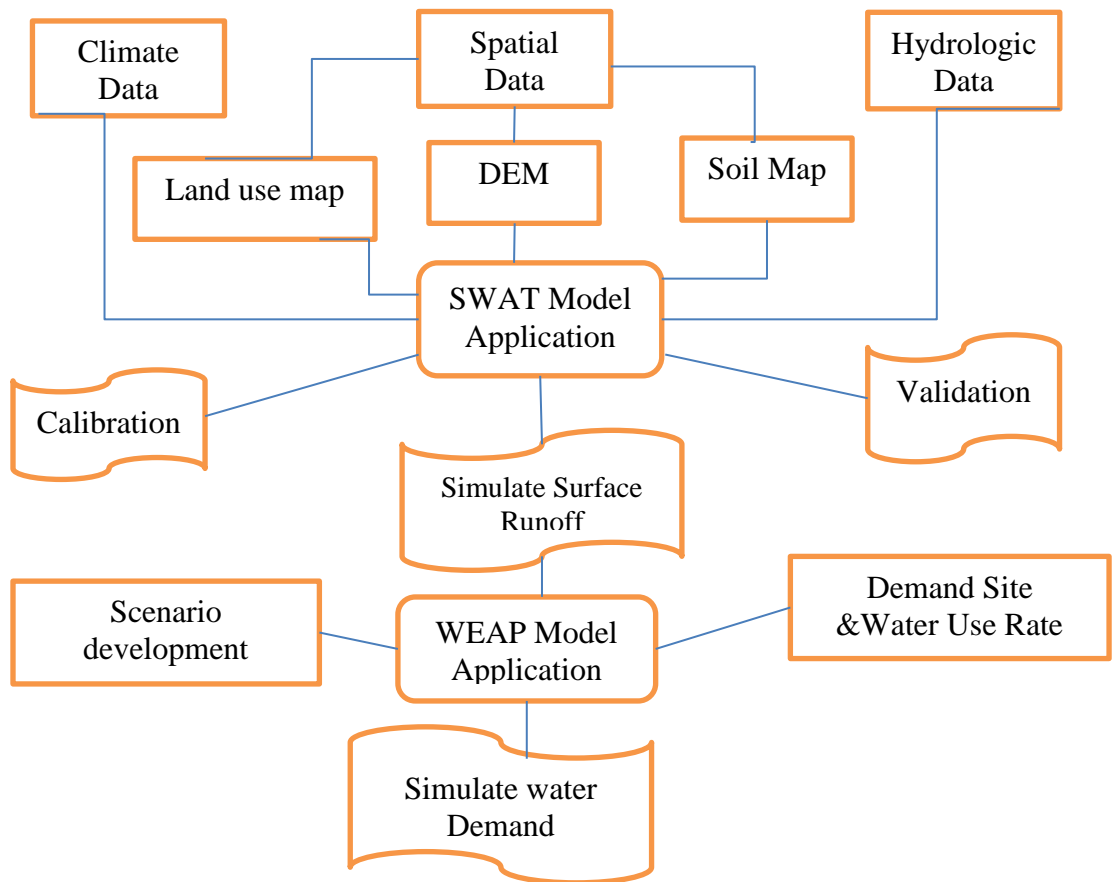 Climate
Data
Spatial
Data
Hydrologic
Data
Land use map
DEM
Soil Map
SWAT Model
Application
Calibration
Validation
Simulate Surface
Runoff
Scenario
development
WEAP Model
Application
Demand Site
&Water Use Rate
Simulate water
Demand